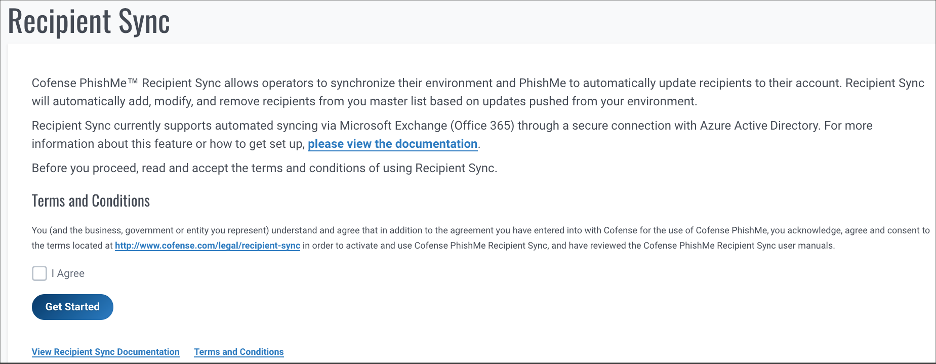 Recipient Sync
Cofense PhishMe™ Recipient Sync allows operators to synchronize their environment and PhishMe to automatically update recipients to their account. Recipient Sync
will automatically add, modify, and remove recipients from you master list based on updates pushed from your environment.
Recipient Sync currently supports automated syncing via Microsoft Exchange (Office 365) through a secure connection with Azure Active Directory. For more
information about this feature or how to get set up, please view the documentation.
Before you proceed, read and accept the terms and conditions of using Recipient Sync.
Terms and Conditions
You (and the business, government or entity you represent) understand and agree that in addition to the agreement you have entered into with Cofense for the use of Cofense PhishMe, you acknowledge, agree and consent to
the terms located at http://www.cofense.com/legal/recipient-sync in order to activate and use Cofense PhishMe Recipient Sync, and have reviewed the Cofense PhishMe Recipient Sync user manuals.
I Agree
Get Started
View Recipient Sync Documentation Terms and Conditions